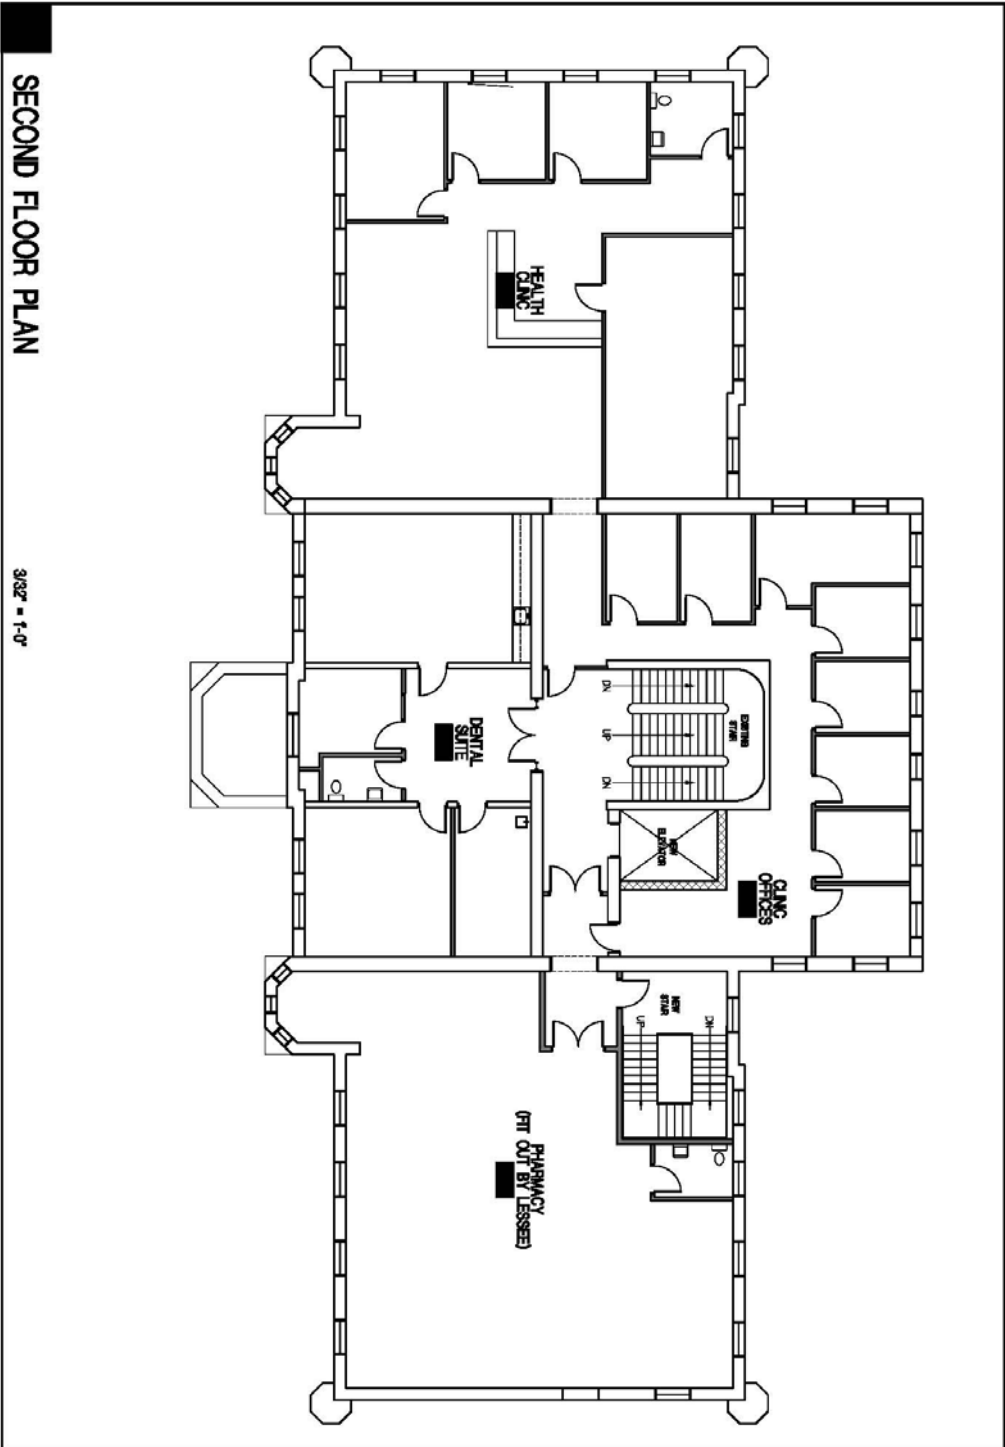 HEALTH
CLINIC
EXISTING
STAIR
DN
UP
DN
DENTAL
SUITE
NEW
ELEVATOR
CLINIC
OFFICES
NEW
STAIR
DN
UP
PHARMACY
(FIT OUT BY LESSEE)
SECOND FLOOR PLAN
3/32" = 1'-0"